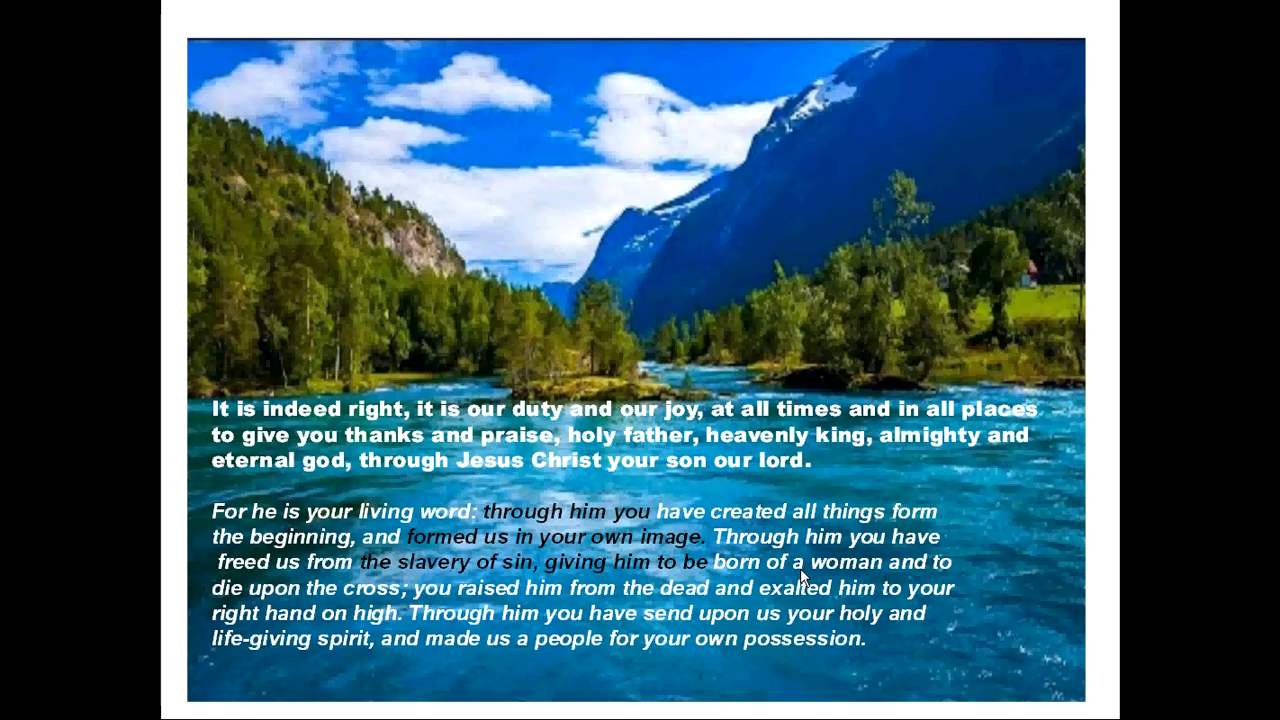 It is indeed right, it is our duty and our joy, at all times and in all places
to give you thanks and praise, holy father, heavenly king, almighty and
eternal god, through Jesus Christ your son our lord.
For he is your living word: through him you have created all things form
the beginning, and formed us in your own image. Through him you have
freed us from the slavery of sin, giving him to be born of a woman and to
die upon the cross; you raised him from the dead and exalted him to your
right hand on high. Through him you have send upon us your holy and
life-giving spirit, and made us a people for your own possession.